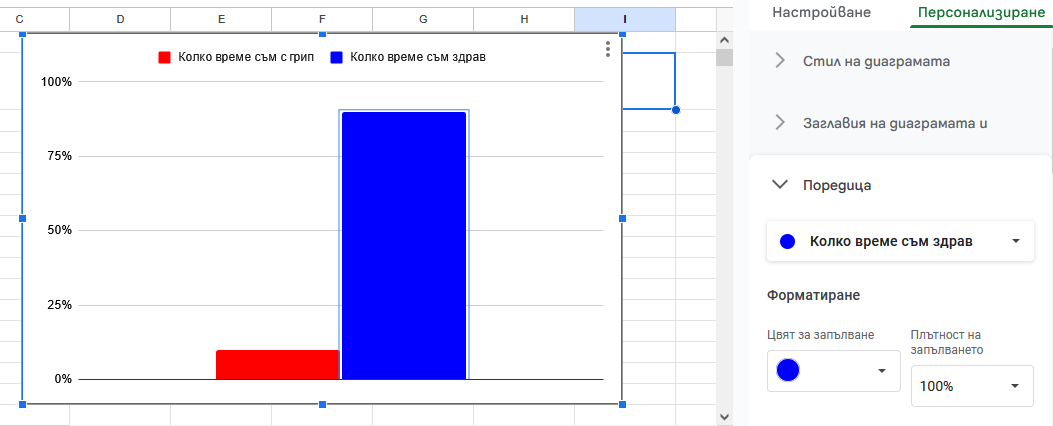 C D E F G H I
Колко време съм с грип Колко време съм здрав
100%
75%
50%
25%
0%
Настройване Персонализиране
Стил на диаграмата
Заглавия на диаграмата и
Поредица
Колко време съм здрав
Форматиране
Цвят за запълване
Плътност на
запълването
100%